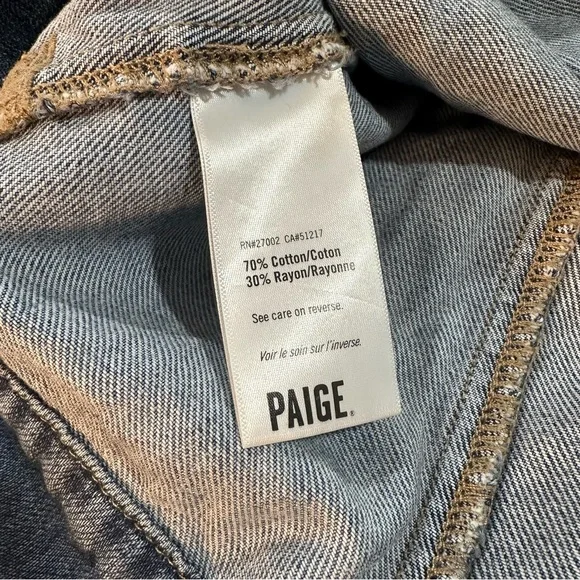 RN#27002 CA#51217
70% Cotton/Coton
30% Rayon/Rayonne
See care on reverse.
Voir le soin sur l'inverse.
PAIGE®